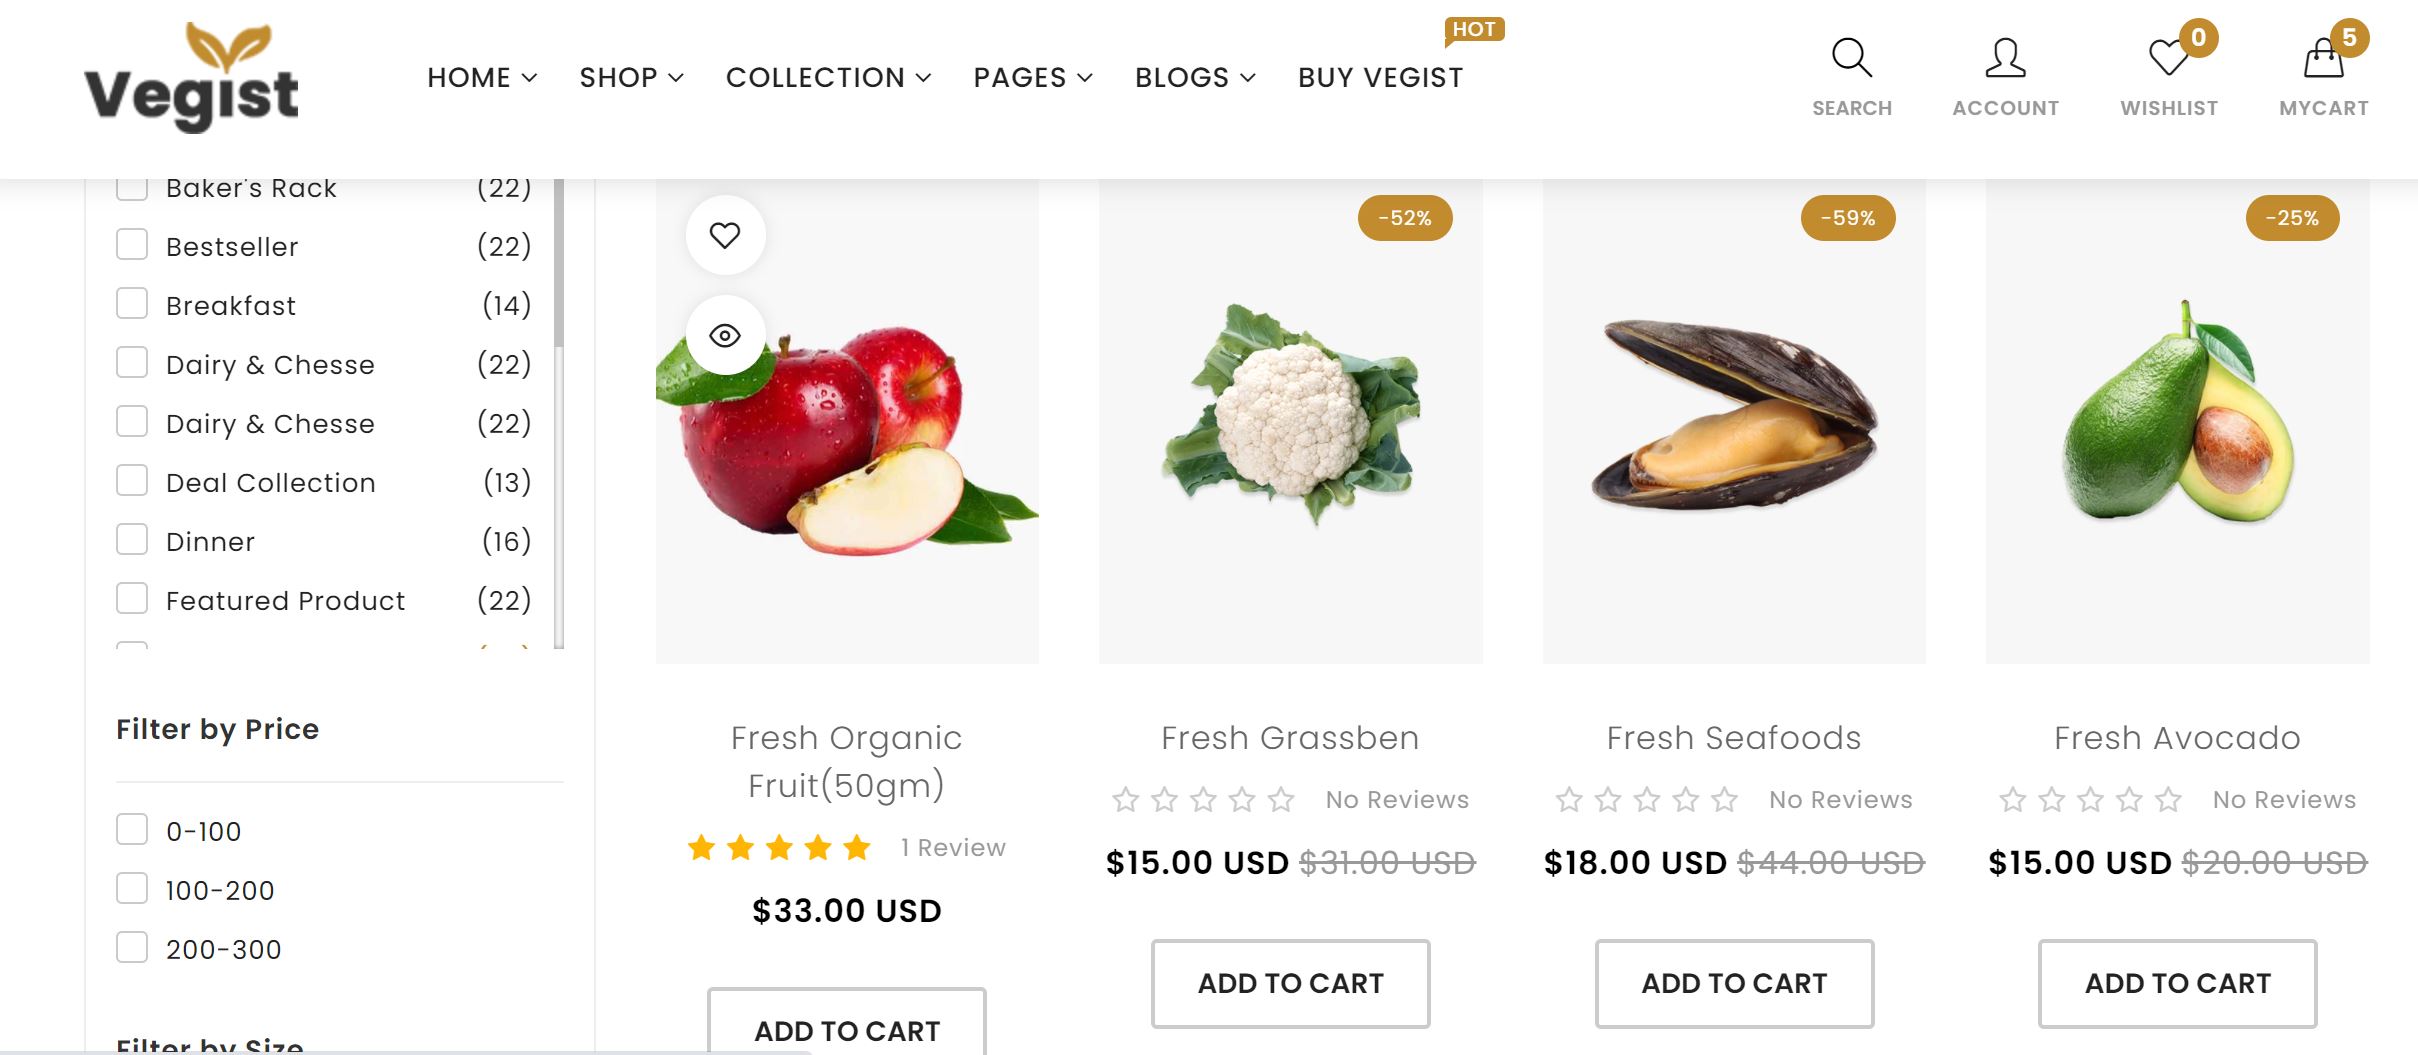 Vegist
HOME
SHOP
COLLECTION
PAGES
BLOGS
BUY VEGIST
HOT
SEARCH
ACCOUNT
0
WISHLIST
5
MYCART
Baker's Rack (22)
Bestseller (22)
Breakfast (14)
Dairy & Chesse (22)
Dairy & Chesse (22)
Deal Collection (13)
Dinner (16)
Featured Product (22)
Filter by Price
0-100
100-200
200-300
Filter by Size
Fresh Organic
Fruit(50gm)
1 Review
$33.00 USD
ADD TO CART
-52%
Fresh Grassben
No Reviews
$15.00 USD $31.00 USD
ADD TO CART
-59%
Fresh Seafoods
No Reviews
$18.00 USD $44.00 USD
ADD TO CART
-25%
Fresh Avocado
No Reviews
$15.00 USD $20.00 USD
ADD TO CART